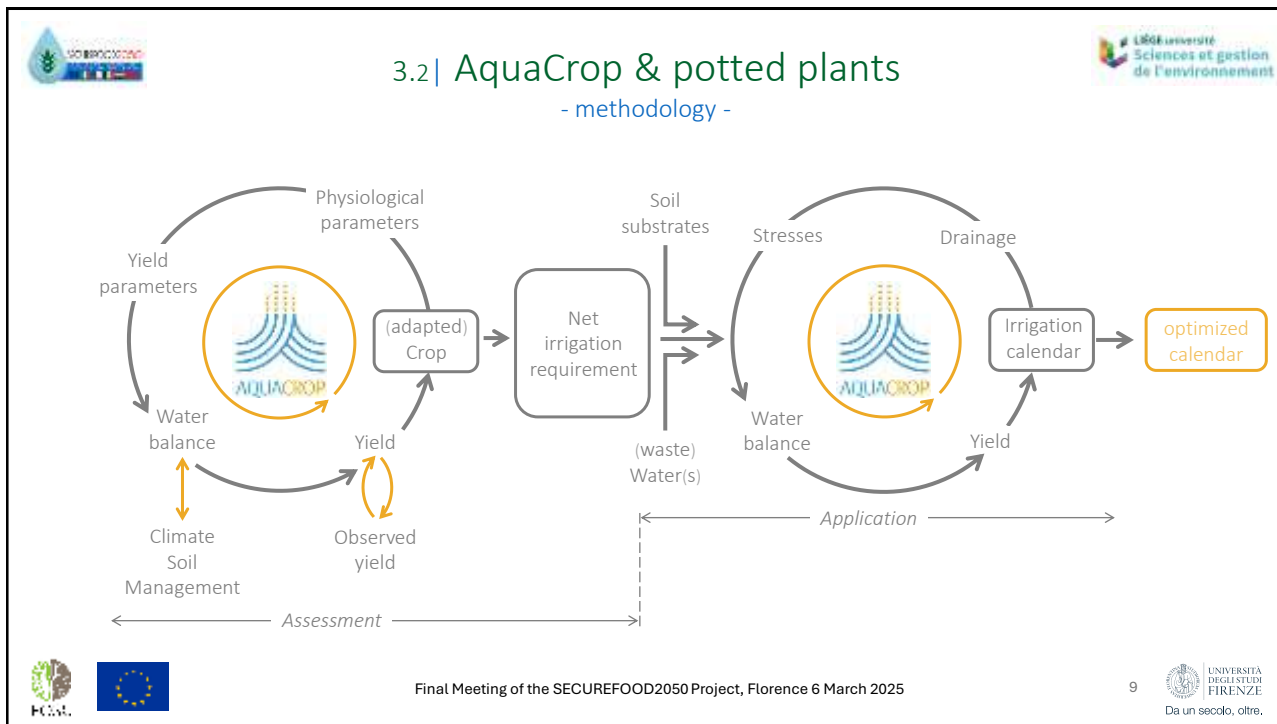 3.2| AquaCrop & potted plants
- methodology -
LIÈGE université
Sciences et gestion
de l'environnement
Physiological
parameters
Yield
parameters
AQUACROP
(adapted)
Crop
Water
balance
Yield
Climate
Soil
Management
Observed
yield
Assessment
Net
irrigation
requirement
Soil
substrates
(waste)
Water(s)
Stresses
Drainage
AQUACROP
Irrigation
calendar
optimized
calendar
Water
balance
Yield
Application
Final Meeting of the SECUREFOOD2050 Project, Florence 6 March 2025
9
UNIVERSITÀ
DEGLI STUDI
FIRENZE
Da un secolo, oltre.